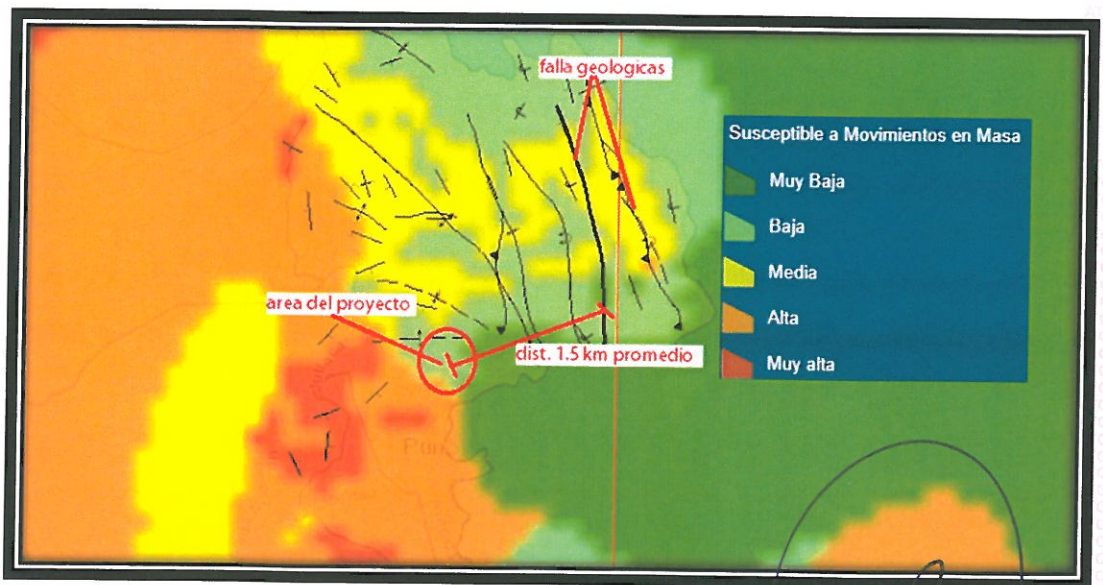 falla geologicas
Susceptible a Movimientos en Masa
Muy Baja
Baja
Media
Alta
Muy alta
area del proyecto
dist. 1.5 km promedio